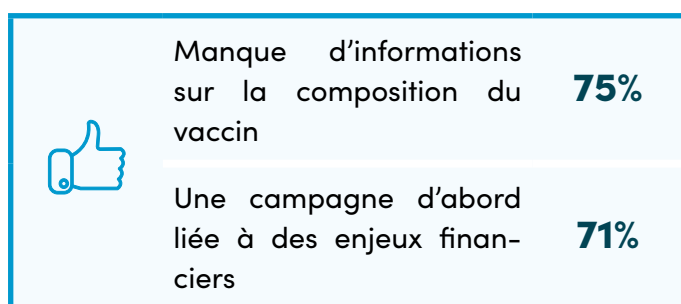 Manque d’informations
sur la composition du
vaccin
75%
Une campagne d’abord
liée à des enjeux finan-
ciers
71%